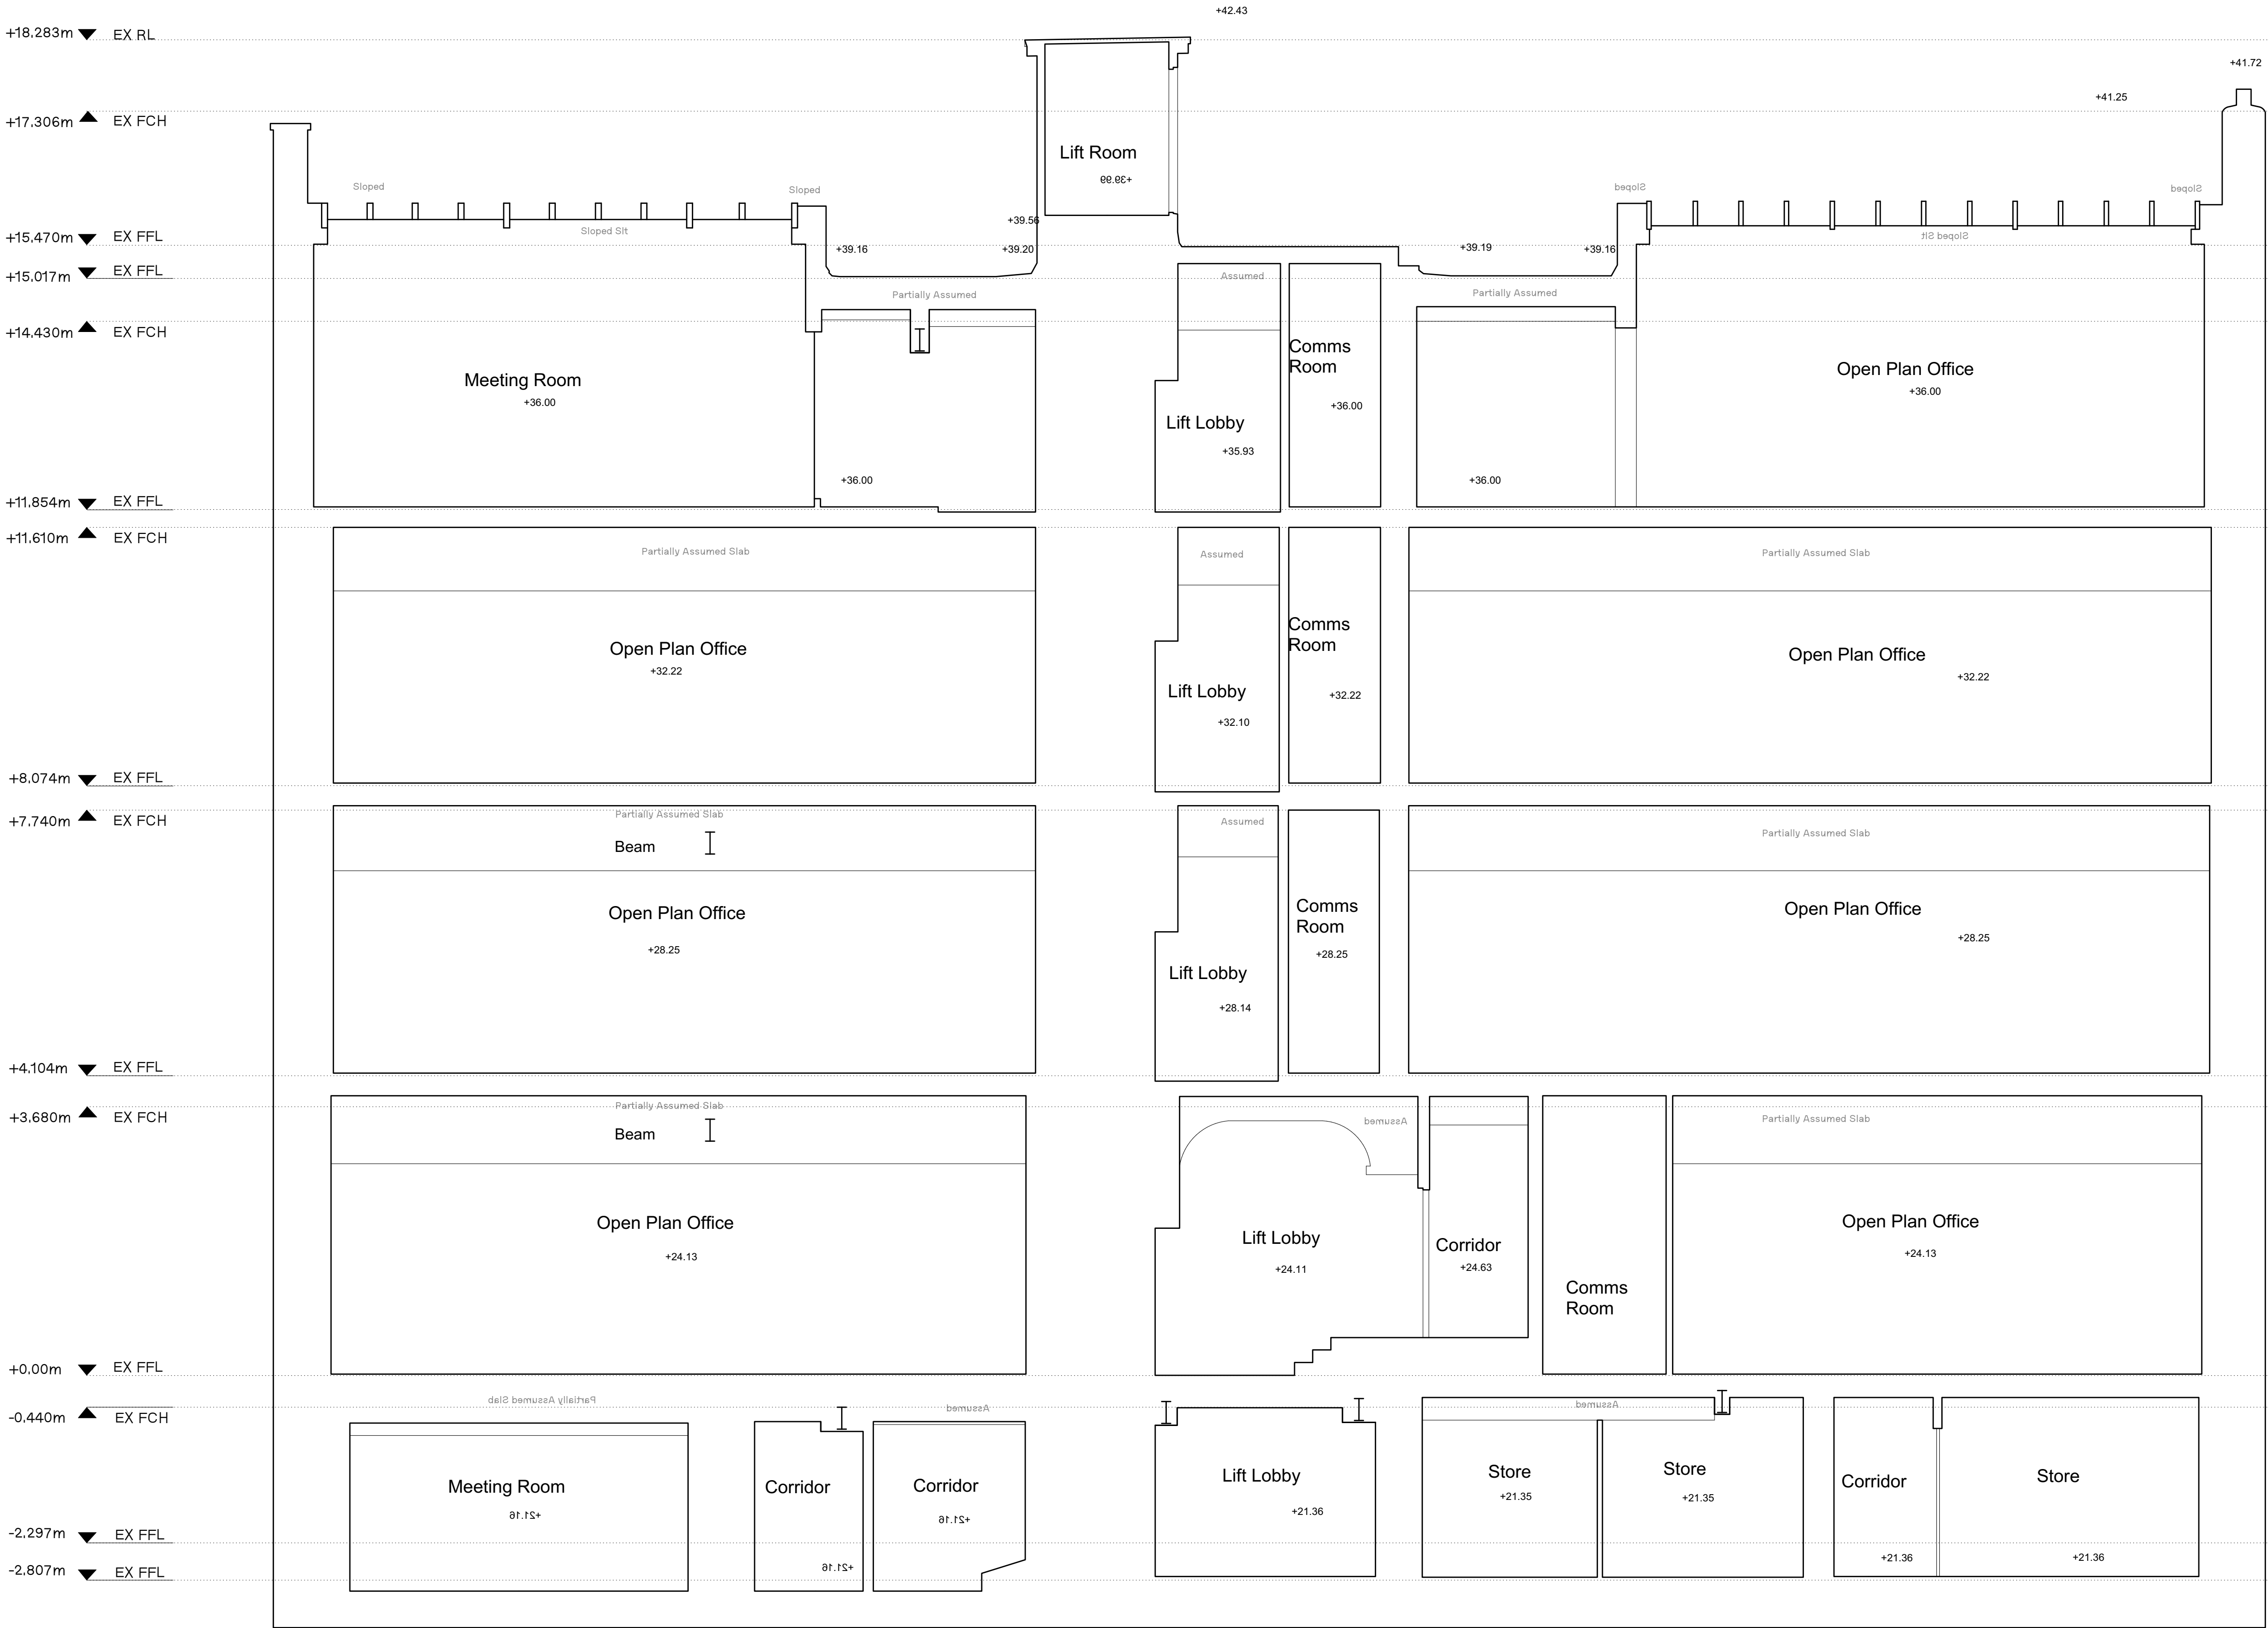 +42.43
+18.283m EX RL
+41.72
+41.25
+17.306m EX FCH
Lift Room
+39.99
Sloped
Sloped
Sloped
Sloped
+39.56
Sloped Slt
Sloped Slt
+15.470m EX FFL
+39.16
+39.20
+39.19
+39.16
+15.017m EX FFL
Assumed
Partially Assumed
Partially Assumed
+14.430m EX FCH
Comms
Room
Meeting Room
+36.00
Open Plan Office
+36.00
+36.00
Lift Lobby
+35.93
+36.00
+36.00
+11.854m EX FFL
+11.610m EX FCH
Partially Assumed Slab
Assumed
Partially Assumed Slab
Comms
Room
Open Plan Office
+32.22
Open Plan Office
+32.22
Lift Lobby
+32.10
+32.22
+8.074m EX FFL
+7.740m EX FCH
Partially Assumed Slab
Assumed
Partially Assumed Slab
Beam
Open Plan Office
+28.25
Comms
Room
+28.25
Open Plan Office
+28.25
Lift Lobby
+28.14
+4.104m EX FFL
+3.680m EX FCH
Partially Assumed Slab
Assumed
Partially Assumed Slab
Beam
Open Plan Office
+24.13
Lift Lobby
+24.11
Corridor
+24.63
Open Plan Office
+24.13
Comms
Room
+0.00m EX FFL
Partially Assumed Slab
Assumed
Assumed
-0.440m EX FCH
Meeting Room
+21.16
Corridor
+21.16
Corridor
+21.16
Lift Lobby
+21.36
Store
+21.35
Store
+21.35
Corridor
+21.36
Store
+21.36
-2.297m EX FFL
-2.807m EX FFL